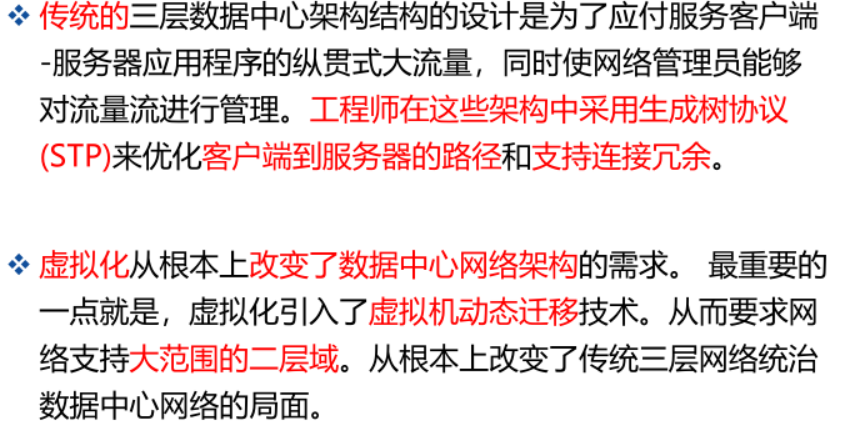 ❖ 传统的三层数据中心架构结构的设计是为了应付服务客户端
-服务器应用程序的纵贯式大流量，同时使网络管理员能够
对流量流进行管理。工程师在这些架构中采用生成树协议
(STP)来优化客户端到服务器的路径和支持连接冗余。
❖ 虚拟化从根本上改变了数据中心网络架构的需求。 最重要的
一点就是，虚拟化引入了虚拟机动态迁移技术。从而要求网
络支持大范围的二层域。从根本上改变了传统三层网络统治
数据中心网络的局面。